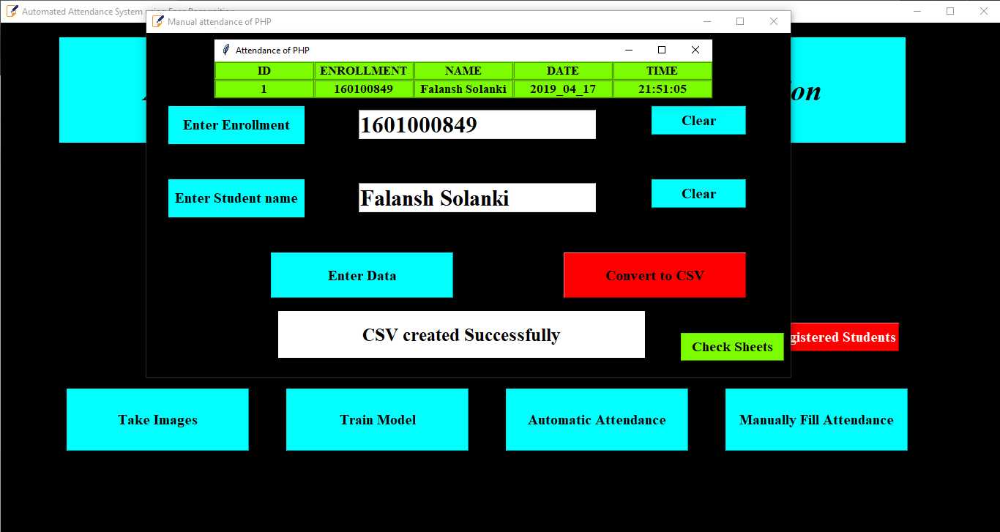 Automated Attendance System
Manual attendance of PHP
Attendance of PHP
ID ENROLLMENT NAME DATE TIME
1 160100849 Falansh Solanki 2019_04_17 21:51:05
Enter Enrollment 1601000849 Clear
Enter Student name Falansh Solanki Clear
Enter Data Convert to CSV
CSV created Successfully
Check Sheets gistered Students
Take Images Train Model Automatic Attendance Manually Fill Attendance